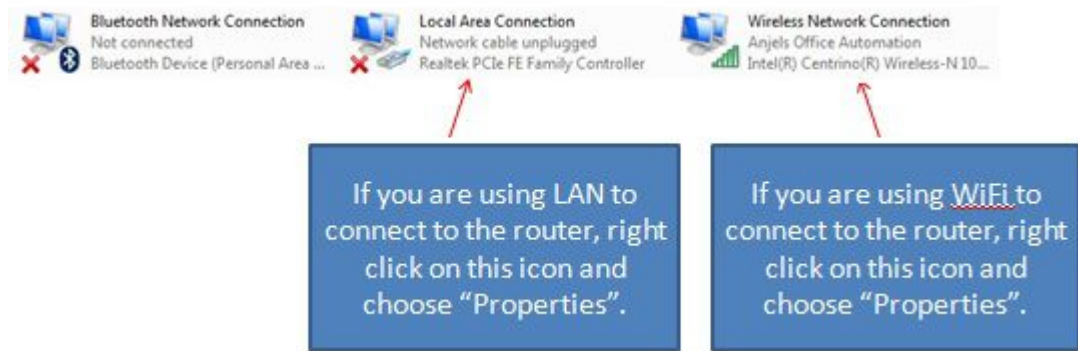 Bluetooth Network Connection
Not connected
Bluetooth Device (Personal Area ...
Local Area Connection
Network cable unplugged
Realtek PCIe FE Family Controller
Wireless Network Connection
Anjels Office Automation
Intel(R) Centrino(R) Wireless-N 10...
If you are using LAN to
connect to the router, right
click on this icon and
choose “Properties”.
If you are using WiFi to
connect to the router, right
click on this icon and
choose “Properties”.